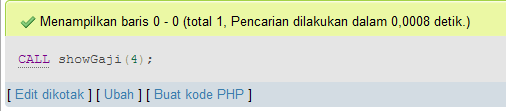 Menampilkan baris 0 - 0 (total 1, Pencarian dilakukan dalam 0,0008 detik.)
CALL showGaji(4);
[ Edit dikotak ] [ Ubah ] [ Buat kode PHP ]